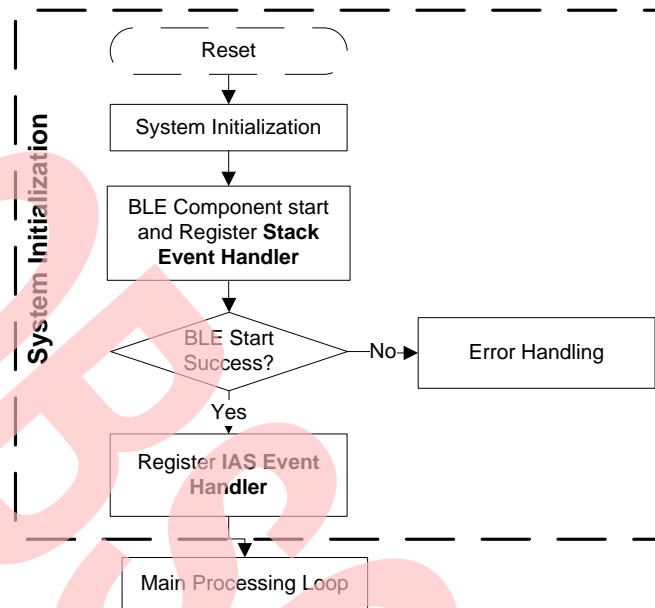 Reset
System Initialization
System Initialization
BLE Component start
and Register Stack
Event Handler
BLE Start
Success?
No
Error Handling
Yes
Register IAS Event
Handler
Main Processing Loop